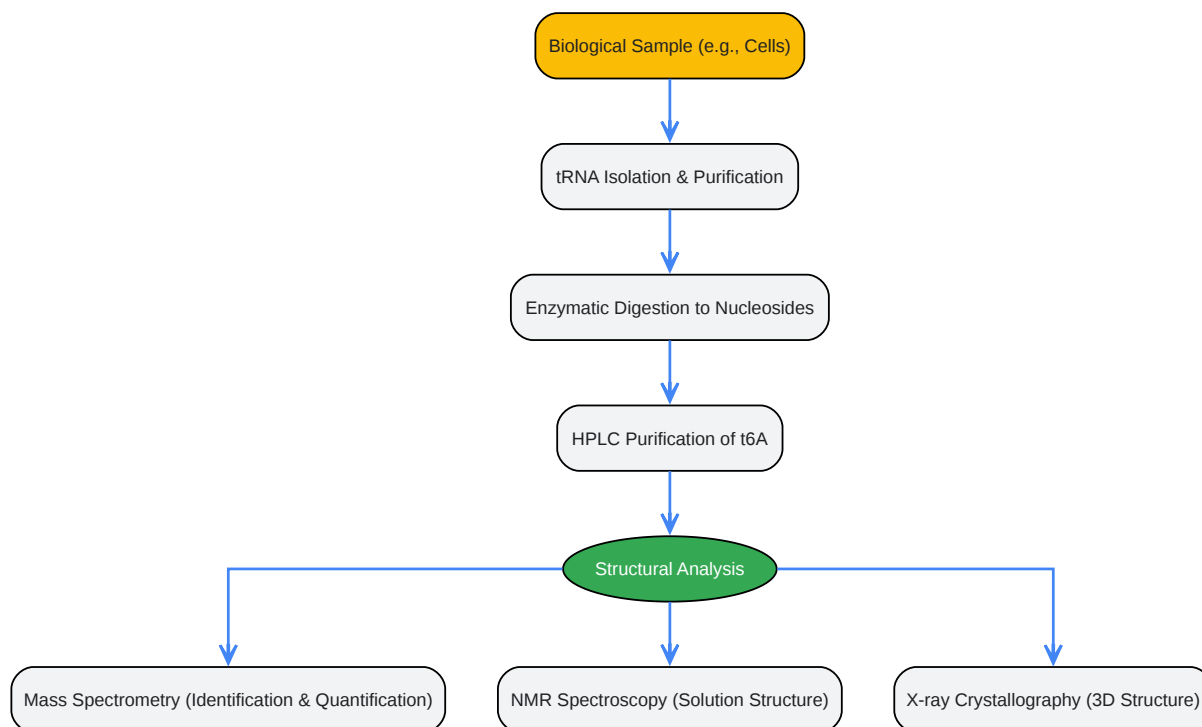 Biological Sample (e.g., Cells)
tRNA Isolation & Purification
Enzymatic Digestion to Nucleosides
HPLC Purification of t6A
Structural Analysis
Mass Spectrometry (Identification & Quantification)
NMR Spectroscopy (Solution Structure)
X-ray Crystallography (3D Structure)